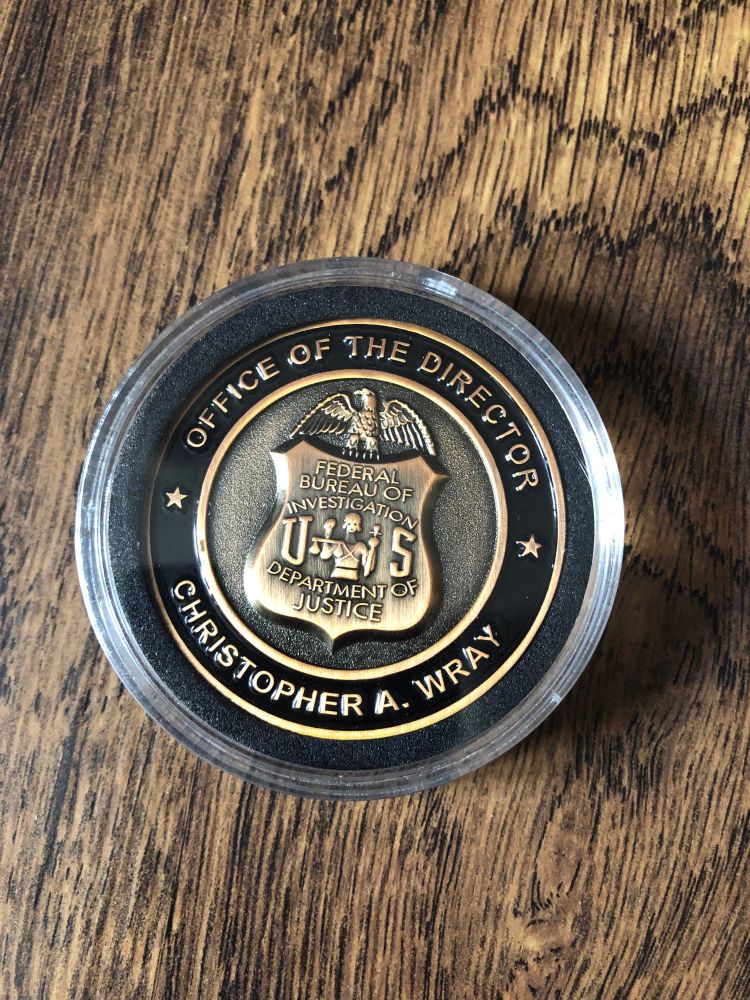 OFFICE OF THE DIRECTOR
FEDERAL
BUREAU OF
INVESTIGATION
U S
DEPARTMENT OF
JUSTICE
CHRISTOPHER A. WRAY